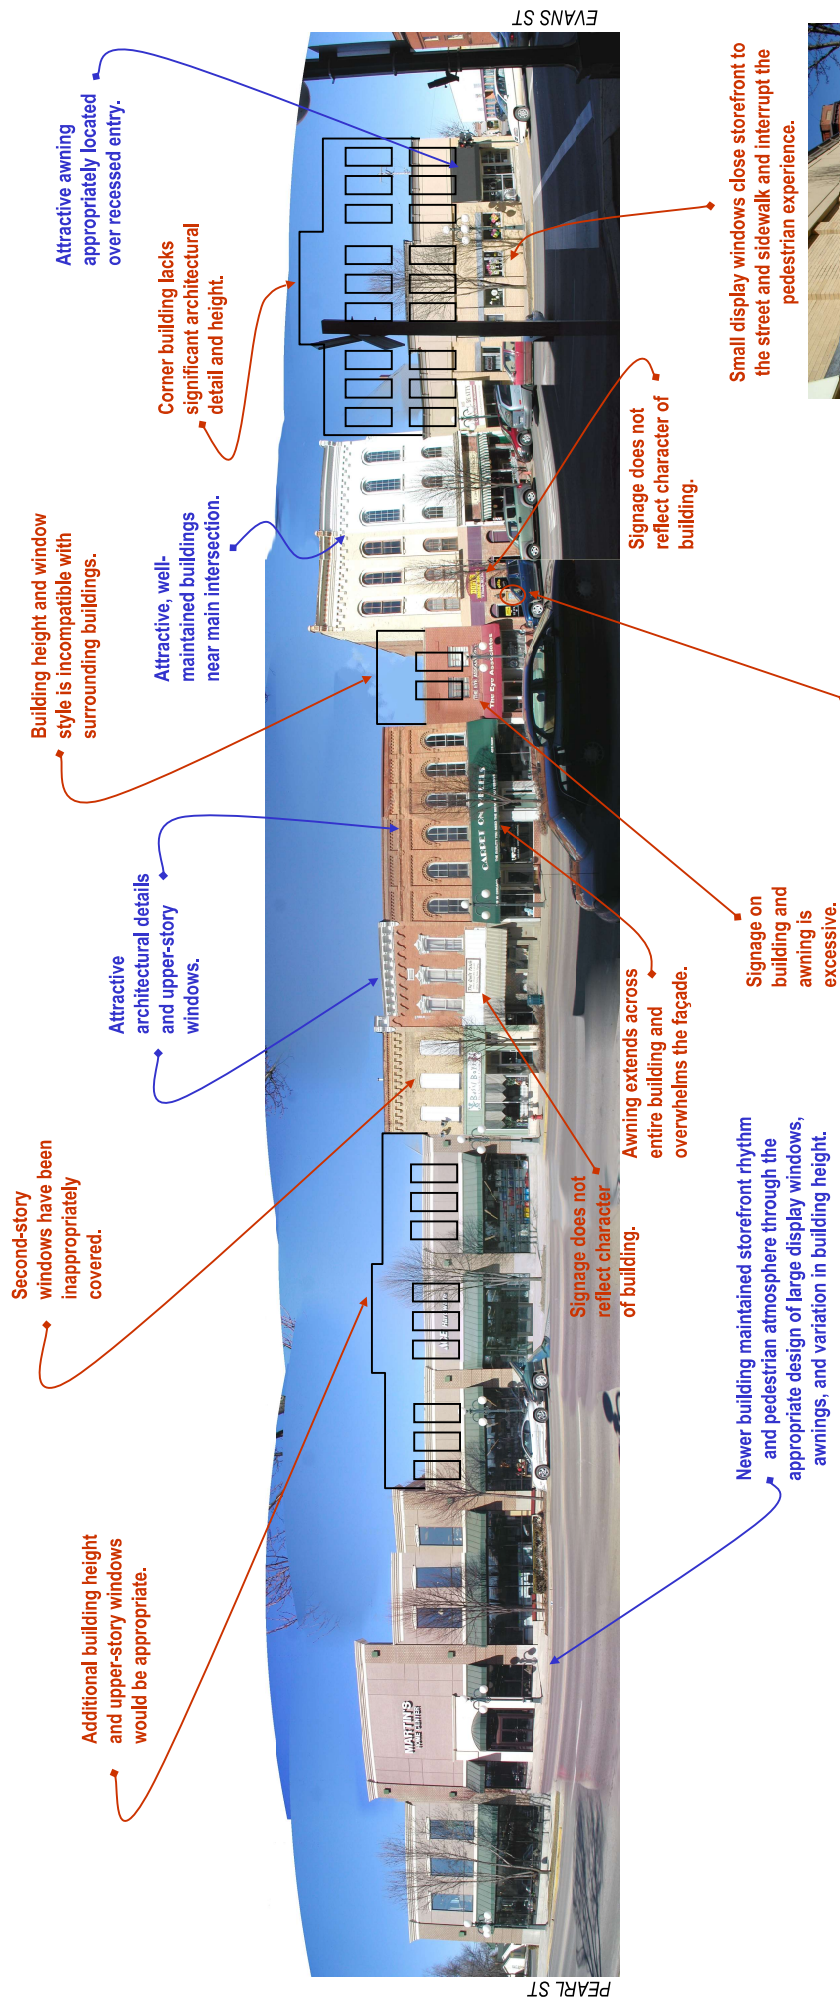 EVANS ST
Attractive awning
appropriately located
over recessed entry.
Corner building lacks
significant architectural
detail and height.
Small display windows close storefront to
the street and sidewalk and interrupt the
pedestrian experience.
Building height and window
style is incompatible with
surrounding buildings.
Attractive, well-
maintained buildings
near main intersection.
Signage does not
reflect character of
building.
Attractive
architectural details
and upper-story
windows.
Signage on
building and
awning is
excessive.
Awning extends across
entire building and
overwhelms the façade.
Second-story
windows have been
inappropriately
covered.
Signage does not
reflect character
of building.
Additional building height
and upper-story windows
would be appropriate.
Newer building maintained storefront rhythm
and pedestrian atmosphere through the
appropriate design of large display windows,
awnings, and variation in building height.
PEARL ST
MARTIN'S
HOME CENTER
CARPET ON WHEELS
The Eye Associates
The Eye Associates